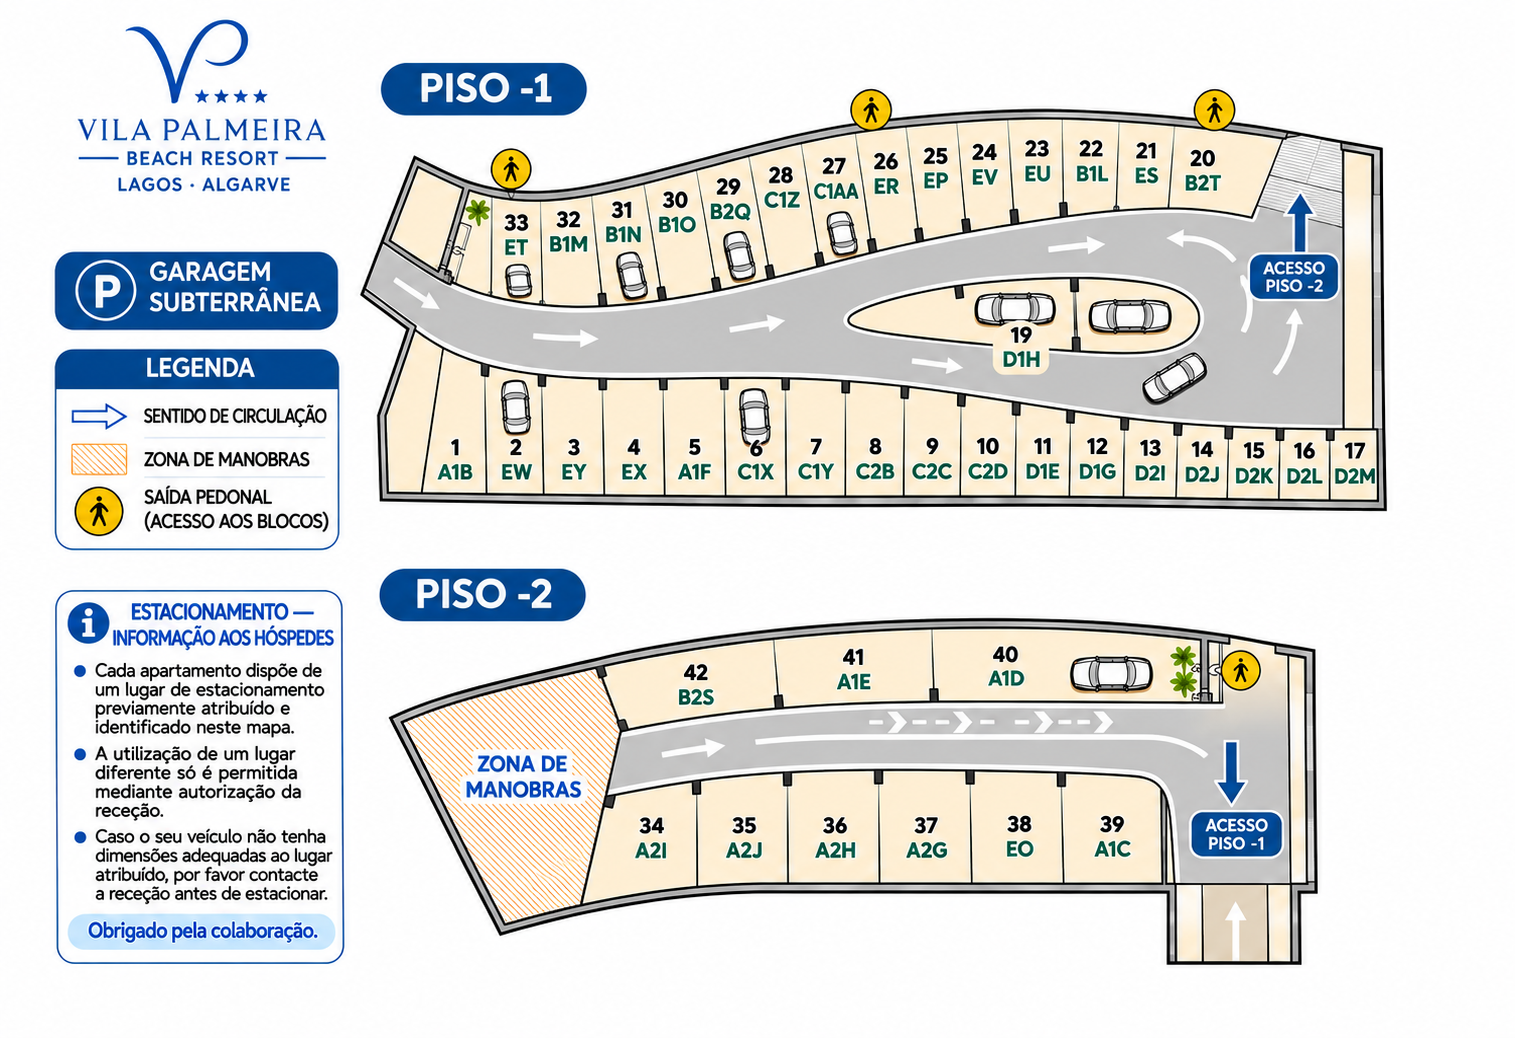 VP
VILA PALMEIRA
BEACH RESORT
LAGOS · ALGARVE
P
GARAGEM
SUBTERRÂNEA
LEGENDA
SENTIDO DE CIRCULAÇÃO
ZONA DE MANOBRAS
SAÍDA PEDONAL
(ACESSO AOS BLOCOS)
i
ESTACIONAMENTO —
INFORMAÇÃO AOS HÓSPEDES
Cada apartamento dispõe de
um lugar de estacionamento
previamente atribuído e
identificado neste mapa.
A utilização de um lugar
diferente só é permitida
mediante autorização da
receção.
Caso o seu veículo não tenha
dimensões adequadas ao lugar
atribuído, por favor contacte
a receção antes de estacionar.
Obrigado pela colaboração.
PISO -1
33
ET
32
B1M
31
B1N
30
B1O
29
B2Q
28
C1Z
27
C1AA
26
ER
25
EP
24
EV
23
EU
22
B1L
21
ES
20
B2T
ACESSO
PISO -2
19
D1H
1
A1B
2
EW
3
EY
4
EX
5
A1F
6
C1X
7
C1Y
8
C2B
9
C2C
10
C2D
11
D1E
12
D1G
13
D2I
14
D2J
15
D2K
16
D2L
17
D2M
PISO -2
42
B2S
41
A1E
40
A1D
ZONA DE
MANOBRAS
34
A2I
35
A2J
36
A2H
37
A2G
38
EO
39
A1C
ACESSO
PISO -1